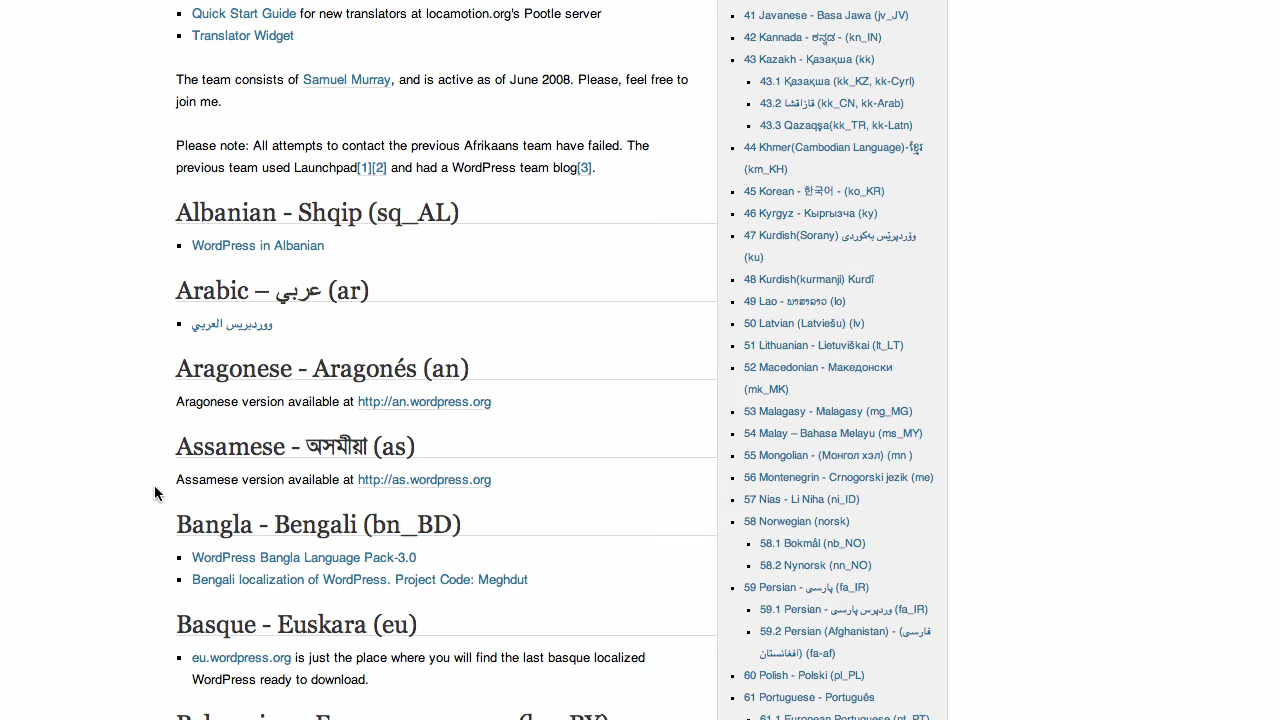 Quick Start Guide for new translators at locamotion.org's Pootle server
Translator Widget
The team consists of Samuel Murray, and is active as of June 2008. Please, feel free to
join me.
Please note: All attempts to contact the previous Afrikaans team have failed. The
previous team used Launchpad[1][2] and had a WordPress team blog[3].
Albanian - Shqip (sq_AL)
WordPress in Albanian
Arabic – عربي (ar)
ووردبريس العربي
Aragonese - Aragonés (an)
Aragonese version available at http://an.wordpress.org
Assamese - অসমীয়া (as)
Assamese version available at http://as.wordpress.org
Bangla - Bengali (bn_BD)
WordPress Bangla Language Pack-3.0
Bengali localization of WordPress. Project Code: Meghdut
Basque - Euskara (eu)
eu.wordpress.org is just the place where you will find the last basque localized
WordPress ready to download.
41 Javanese - Basa Jawa (jv_JV)
42 Kannada - ಕನ್ನಡ - (kn_IN)
43 Kazakh - Қазақша (kk)
43.1 Қазақша (kk_KZ, kk-Cyrl)
43.2 قازاقشا (kk_CN, kk-Arab)
43.3 Qazaqşa(kk_TR, kk-Latn)
44 Khmer(Cambodian Language)-ខ្មែរ
(km_KH)
45 Korean - 한국어 - (ko_KR)
46 Kyrgyz - Кыргызча (ky)
47 Kurdish(Sorany) وۆردپرێس بەکوردی
(ku)
48 Kurdish(kurmanji) Kurdî
49 Lao - ພາສາລາວ (lo)
50 Latvian (Latviešu) (lv)
51 Lithuanian - Lietuviškai (lt_LT)
52 Macedonian - Македонски
(mk_MK)
53 Malagasy - Malagasy (mg_MG)
54 Malay – Bahasa Melayu (ms_MY)
55 Mongolian - (Монгол хэл) (mn )
56 Montenegrin - Crnogorski jezik (me)
57 Nias - Li Niha (ni_ID)
58 Norwegian (norsk)
58.1 Bokmål (nb_NO)
58.2 Nynorsk (nn_NO)
59 Persian - پارسی (fa_IR)
59.1 Persian - وردپرس پارسی (fa_IR)
59.2 Persian (Afghanistan) - (فارسی
افغانستان) (fa-af)
60 Polish - Polski (pl_PL)
61 Portuguese - Português
61.1 European Portuguese (pt_PT)